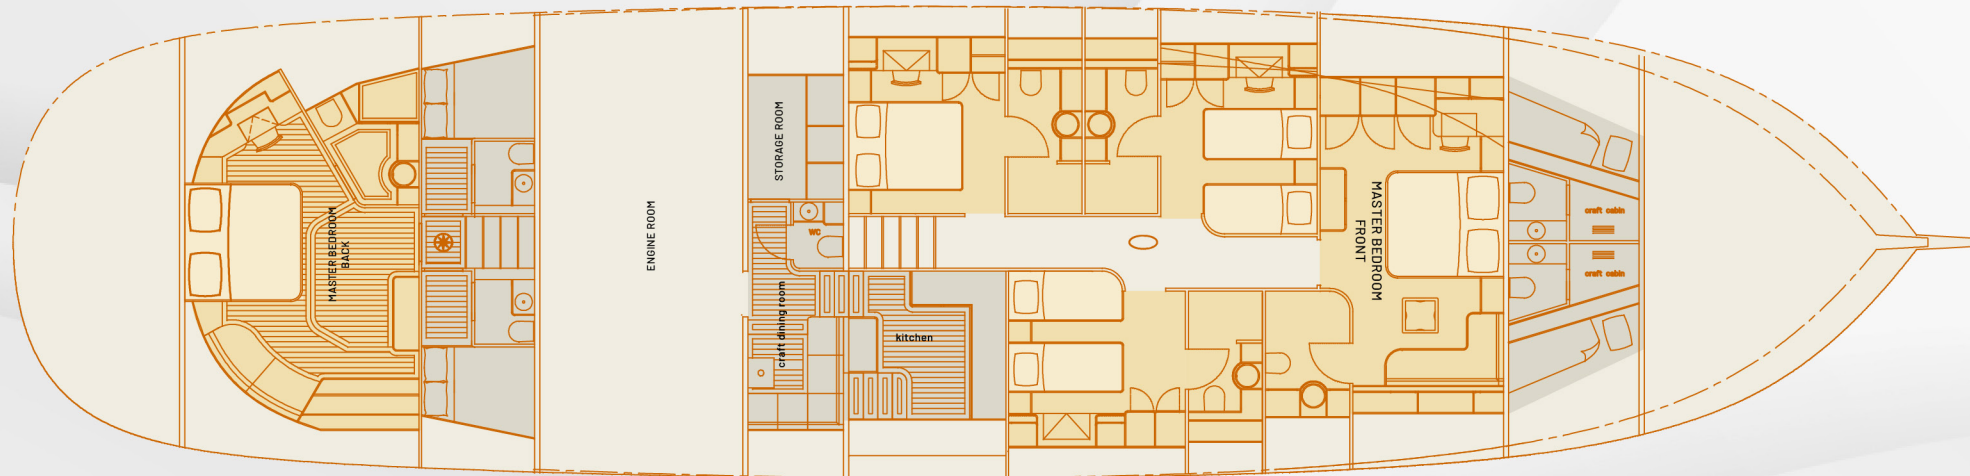 MASTER BEDROOM
BACK
ENGINE ROOM
STORAGE ROOM
WC
craft dining room
kitchen
MASTER BEDROOM
FRONT
craft cabin
craft cabin